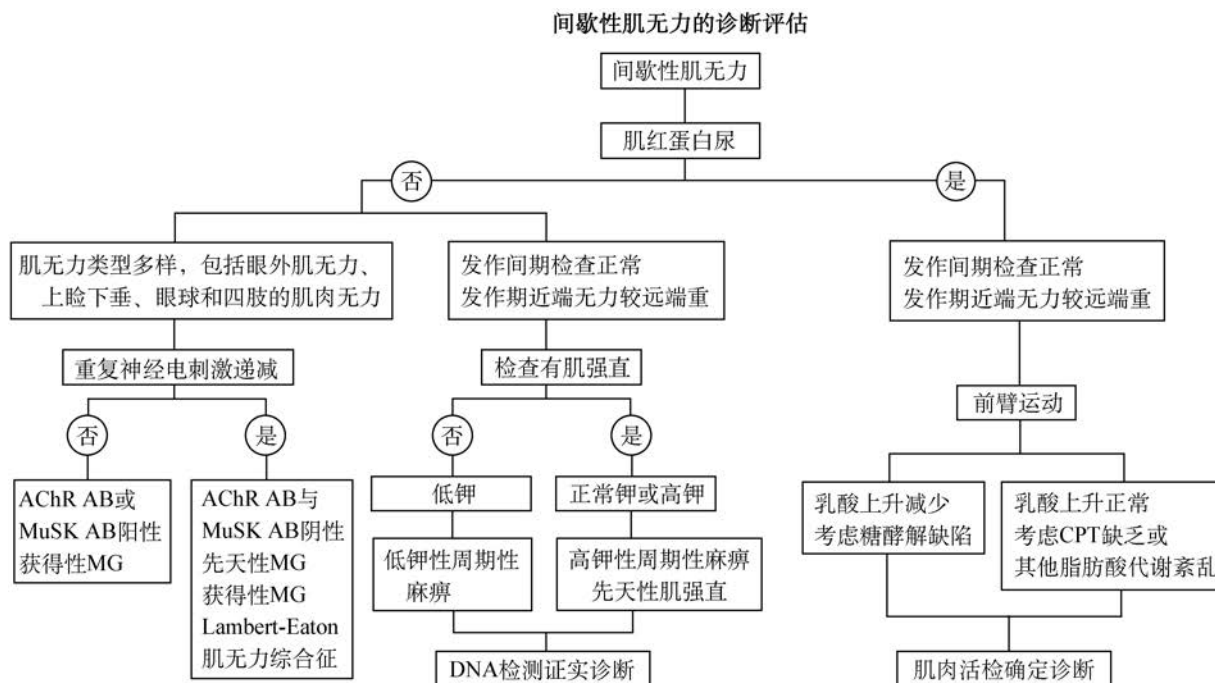 间歇性肌无力的诊断评估
间歇性肌无力
肌红蛋白尿
否
是
肌无力类型多样，包括眼外肌无力、
上睑下垂、眼球和四肢的肌肉无力
发作间期检查正常
发作期近端无力较远端重
发作间期检查正常
发作期近端无力较远端重
重复神经电刺激递减
检查有肌强直
前臂运动
否
是
否
是
AChR AB或
MuSK AB阳性
获得性MG
AChR AB与
MuSK AB阴性
先天性MG
获得性MG
Lambert-Eaton
肌无力综合征
低钾
正常钾或高钾
低钾性周期性
麻痹
高钾性周期性麻痹
先天性肌强直
DNA检测证实诊断
乳酸上升减少
考虑糖酵解缺陷
乳酸上升正常
考虑CPT缺乏或
其他脂肪酸代谢紊乱
肌肉活检确定诊断